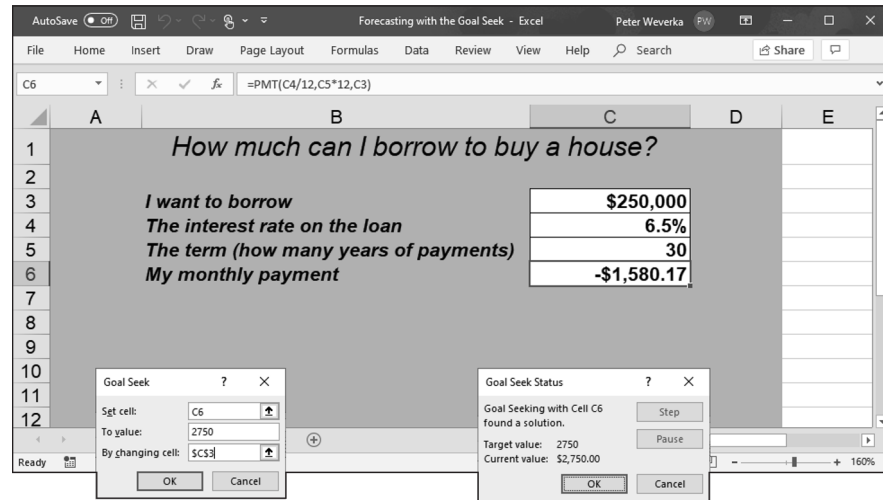 AutoSave Off Forecasting with the Goal Seek - Excel Peter Weverka PW
File Home Insert Draw Page Layout Formulas Data Review View Help Search Share
C6 fx =PMT(C4/12,C5*12,C3)
A B C D E
1 How much can I borrow to buy a house?
2
3 I want to borrow $250,000
4 The interest rate on the loan 6.5%
5 The term (how many years of payments) 30
6 My monthly payment -$1,580.17
7
8
9
10
11
12
Goal Seek ? ×
Set cell: C6
To value: 2750
By changing cell: $C$3
OK Cancel
Goal Seek Status ? ×
Goal Seeking with Cell C6 Step
found a solution.
Target value: 2750 Pause
Current value: $2,750.00
OK Cancel
Ready 160%